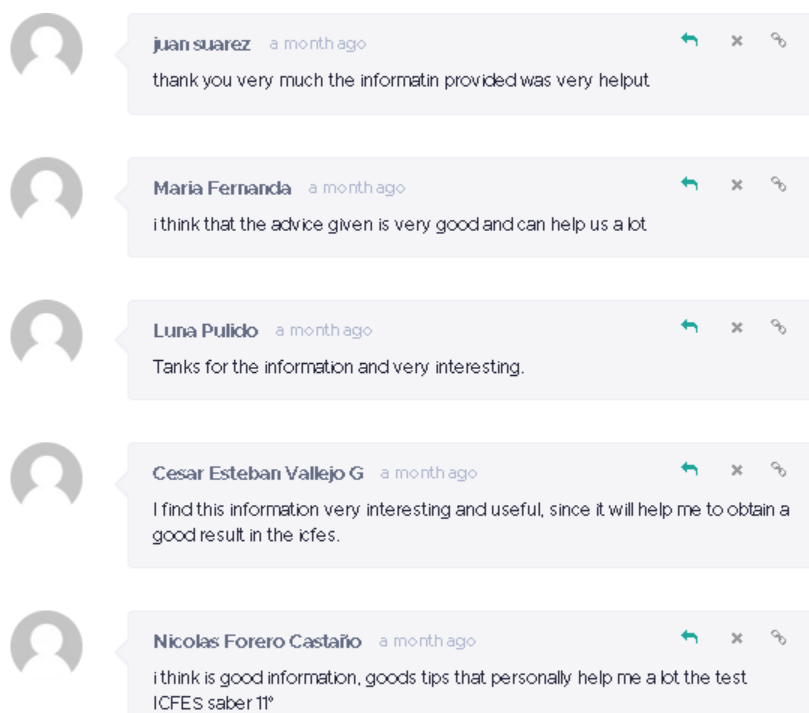 juan suarez a month ago
thank you very much the informatin provided was very helput
Maria Fernanda a month ago
i think that the advice given is very good and can help us a lot
Luna Pulido a month ago
Tanks for the information and very interesting.
Cesar Esteban Vallejo G a month ago
I find this information very interesting and useful, since it will help me to obtain a
good result in the icfes.
Nicolas Forero Castaño a month ago
i think is good information, goods tips that personally help me a lot the test
ICFES saber 11°